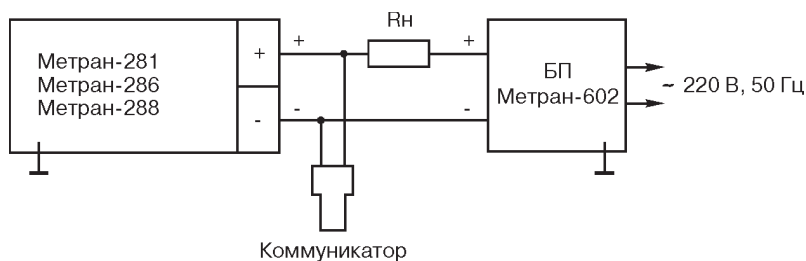 Метран-281
Метран-286
Метран-288
+
-
+
-
Rн
+
-
БП
Метран-602
~ 220 В, 50 Гц
Коммуникатор